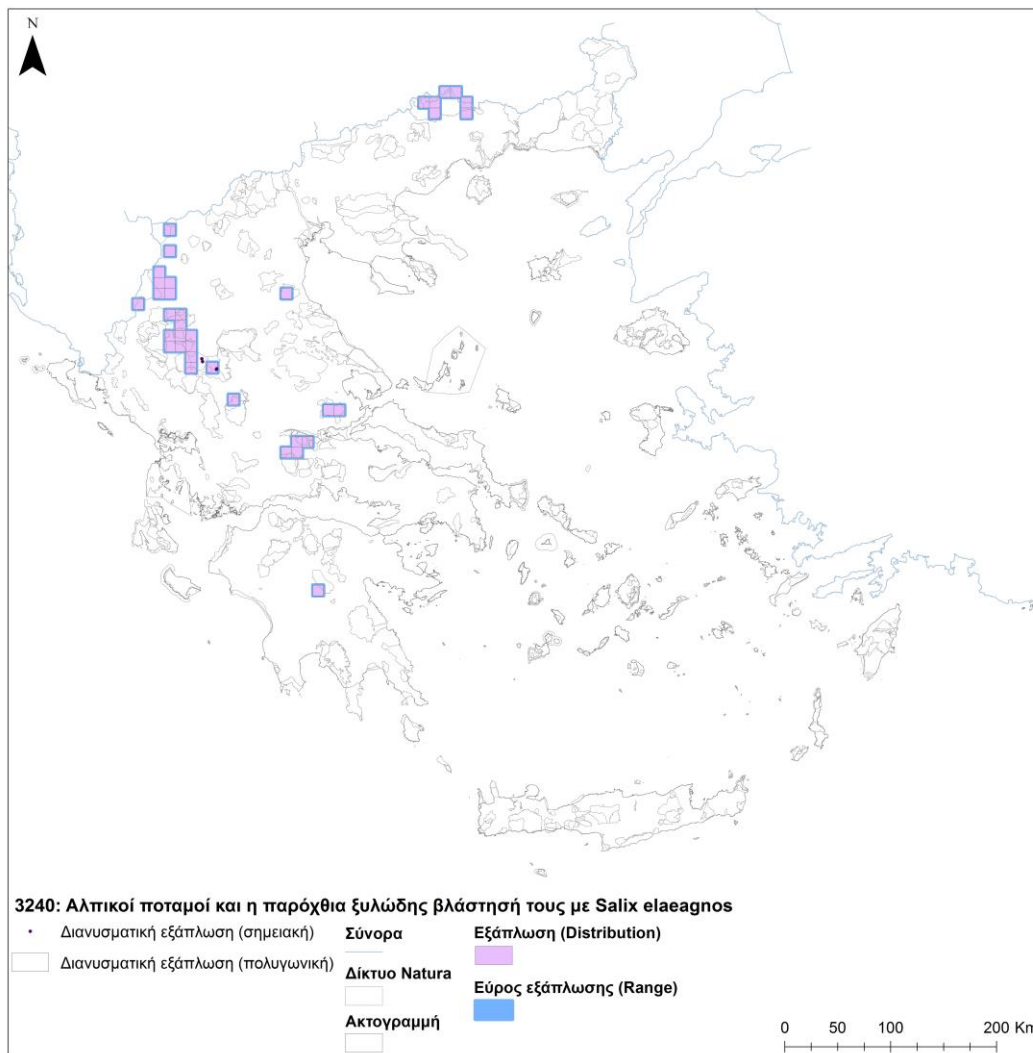 N
3240: Αλπικοί ποταμοί και η παρόχθια ξυλώδης βλάστησή τους με Salix elaeagnos
Διανυσματική εξάπλωση (σημειακή)
Διανυσματική εξάπλωση (πολυγωνική)
Σύνορα
Δίκτυο Natura
Ακτογραμμή
Εξάπλωση (Distribution)
Εύρος εξάπλωσης (Range)
0 50 100 200 Km